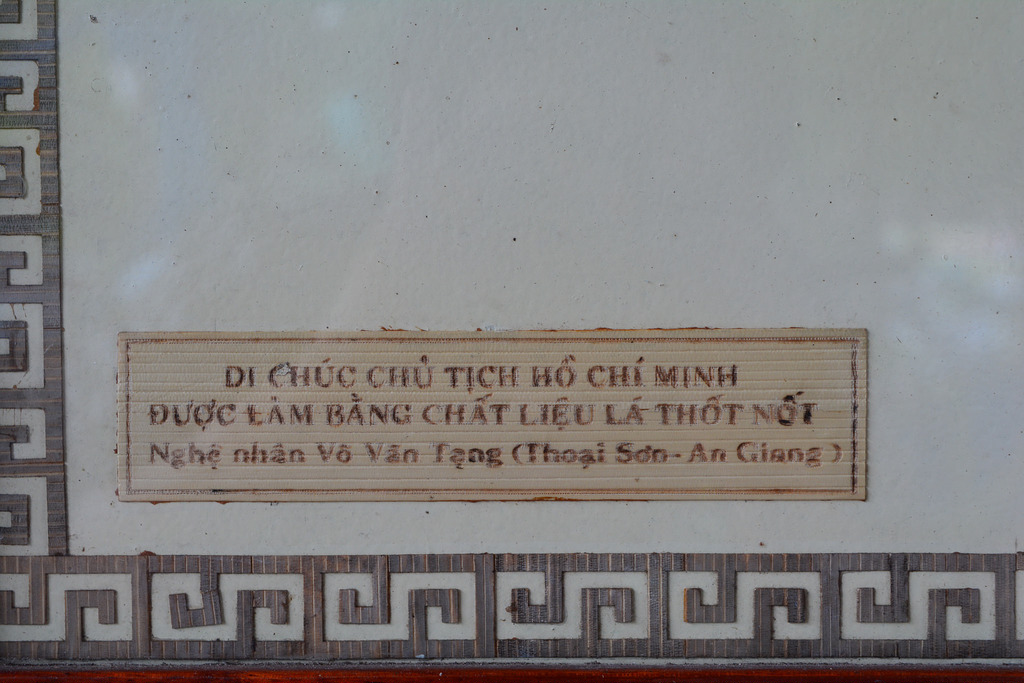 DI CHÚC CHỦ TỊCH HỒ CHÍ MINH
ĐƯỢC LÀM BẰNG CHẤT LIỆU LÁ THỐT NỐT
Nghệ nhân Võ Văn Tạng (Thoại Sơn- An Giang )